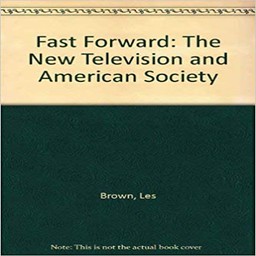 Fast Forward: The
New Television and
American Society
Brown, Les
Note: This is not the actual book cover